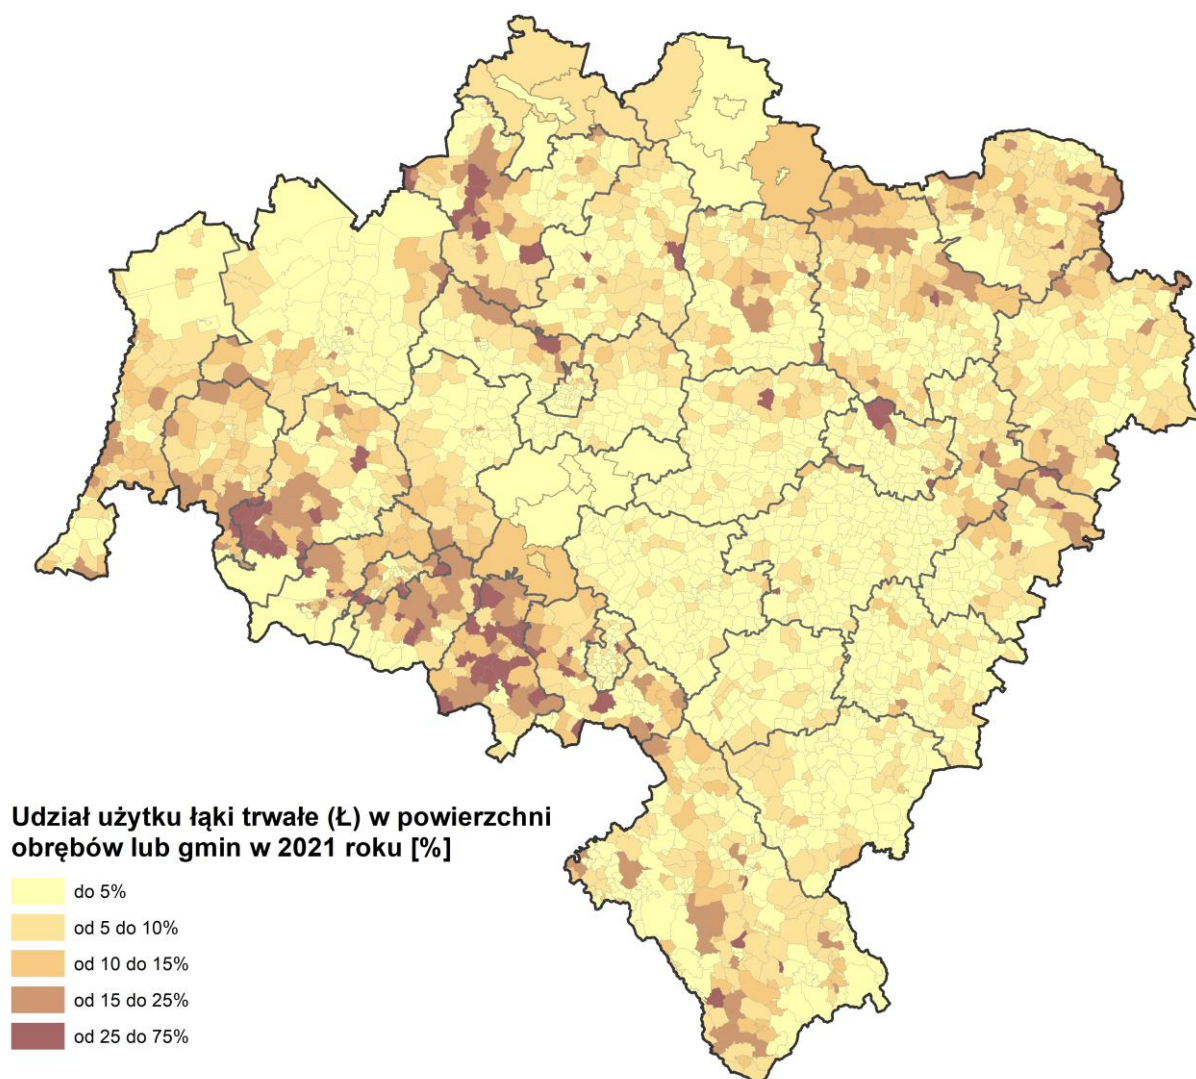 Udział użytku łąki trwałe (Ł) w powierzchni
obrębów lub gmin w 2021 roku [%]
do 5%
od 5 do 10%
od 10 do 15%
od 15 do 25%
od 25 do 75%